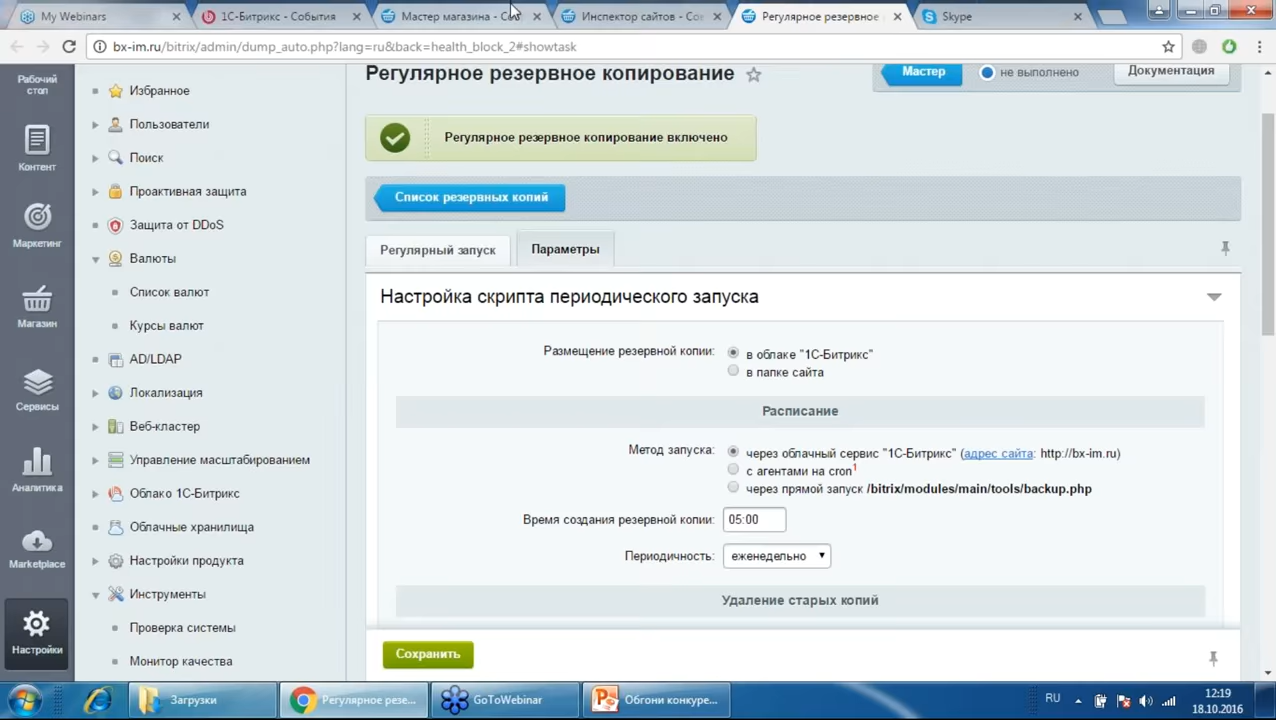 My Webinars
1С-Битрикс - События
Мастер магазина - Со
Инспектор сайтов - Со
Регулярное резервное
Skype
bx-im.ru/bitrix/admin/dump_auto.php?lang=ru&back=health_block_2#showtask
Рабочий
стол
Контент
Маркетинг
Магазин
Сервисы
Аналитика
Marketplace
Настройки
Избранное
Пользователи
Поиск
Проактивная защита
Защита от DDoS
Валюты
Список валют
Курсы валют
AD/LDAP
Локализация
Веб-кластер
Управление масштабированием
Облако 1С-Битрикс
Облачные хранилища
Настройки продукта
Инструменты
Проверка системы
Монитор качества
Регулярное резервное копирование
Мастер
не выполнено
Документация
Регулярное резервное копирование включено
Список резервных копий
Регулярный запуск
Параметры
Настройка скрипта периодического запуска
Размещение резервной копии:
в облаке "1С-Битрикс"
в папке сайта
Расписание
Метод запуска:
через облачный сервис "1С-Битрикс" (адрес сайта: http://bx-im.ru)
с агентами на cron1
через прямой запуск /bitrix/modules/main/tools/backup.php
Время создания резервной копии: 05:00
Периодичность: еженедельно
Удаление старых копий
Сохранить
Загрузки
Регулярное резе...
GoToWebinar
Обгони конкуре...
RU
12:19
18.10.2016